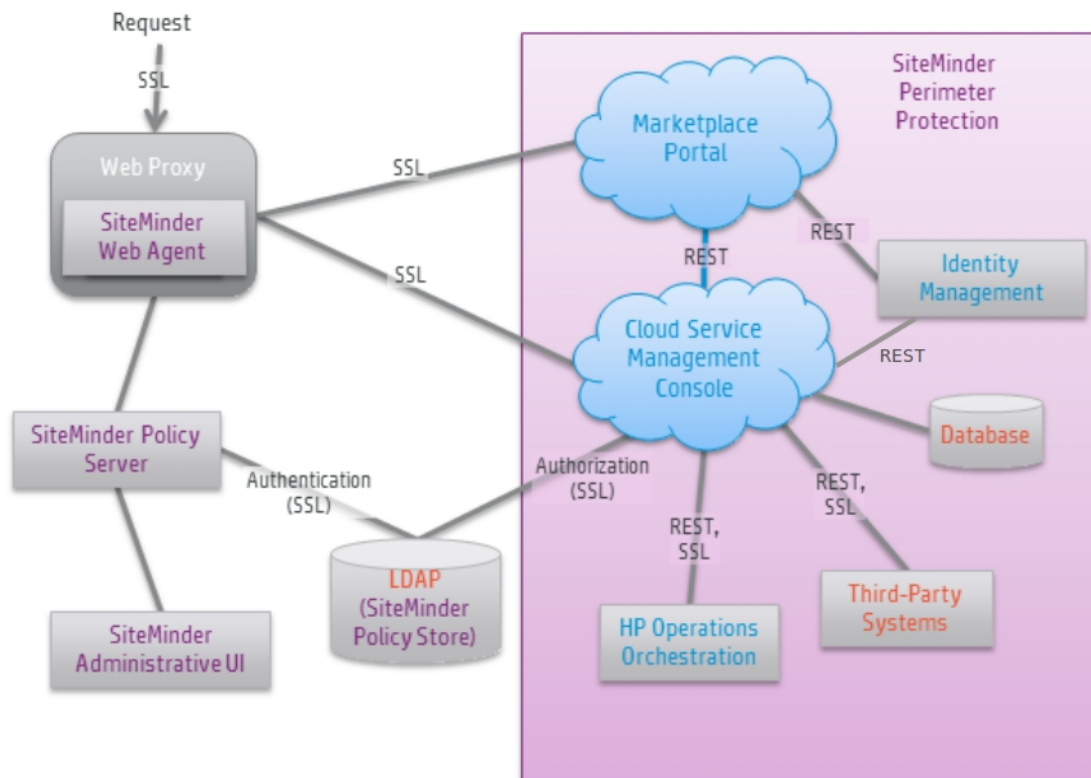 Request
SSL
Web Proxy
SiteMinder
Web Agent
SSL
SSL
SiteMinder
Perimeter
Protection
Marketplace
Portal
REST
REST
Identity
Management
Cloud Service
Management
Console
REST
Database
SiteMinder Policy
Server
Authentication
(SSL)
Authorization
(SSL)
REST,
SSL
REST,
SSL
LDAP
(SiteMinder
Policy Store)
SiteMinder
Administrative UI
HP Operations
Orchestration
Third-Party
Systems